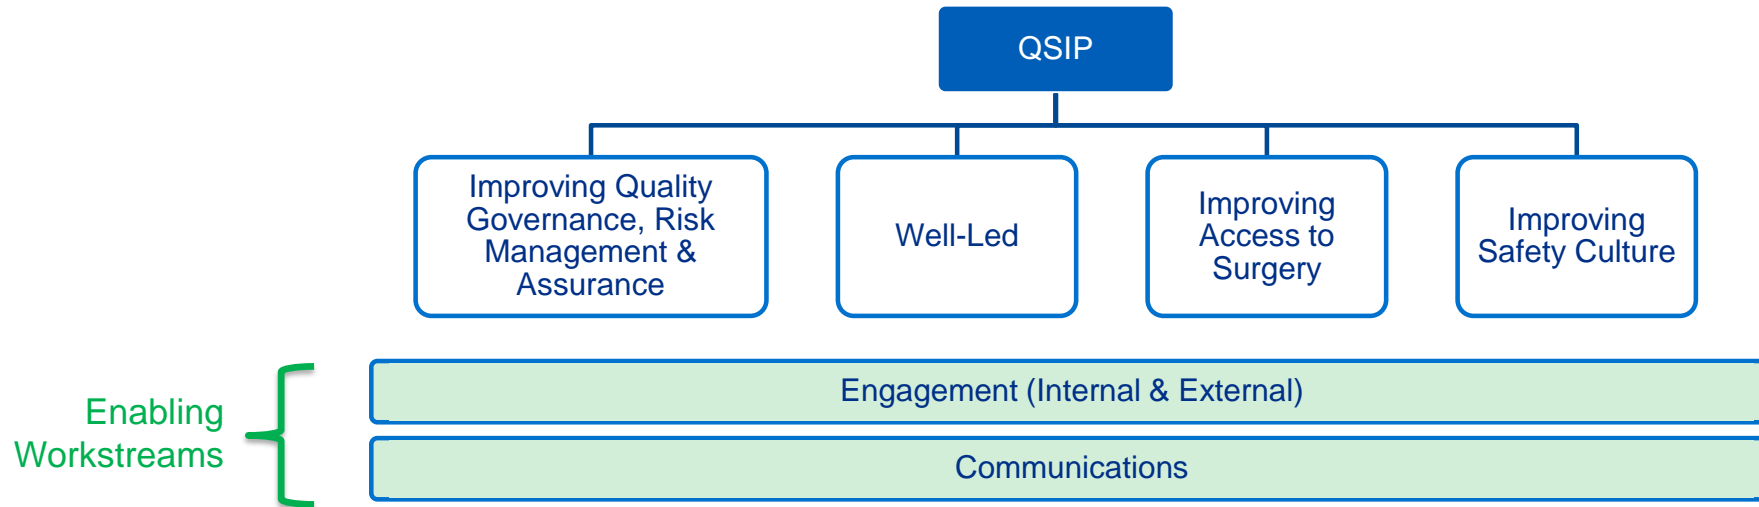 QSIP
Improving Quality
Governance, Risk
Management &
Assurance
Well-Led
Improving
Access to
Surgery
Improving
Safety Culture
Enabling
Workstreams
Engagement (Internal & External)
Communications